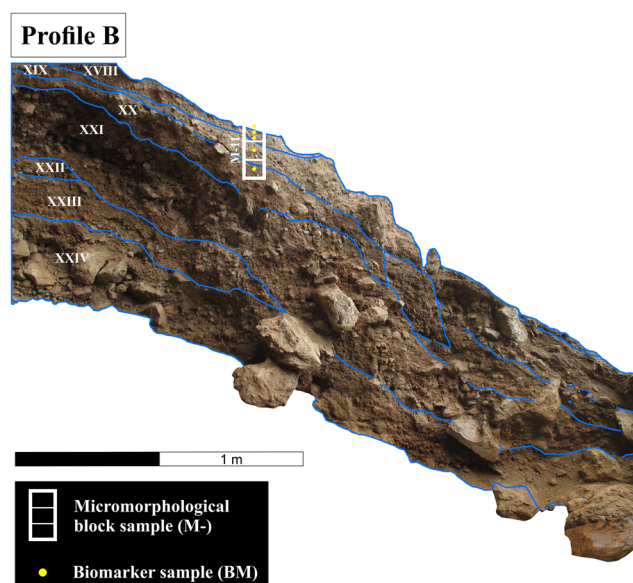 Profile B
XIX XVIII
XX
XXI
M-11
XXII
XXIII
XXIV
1 m
Micromorphological
block sample (M-)
Biomarker sample (BM)